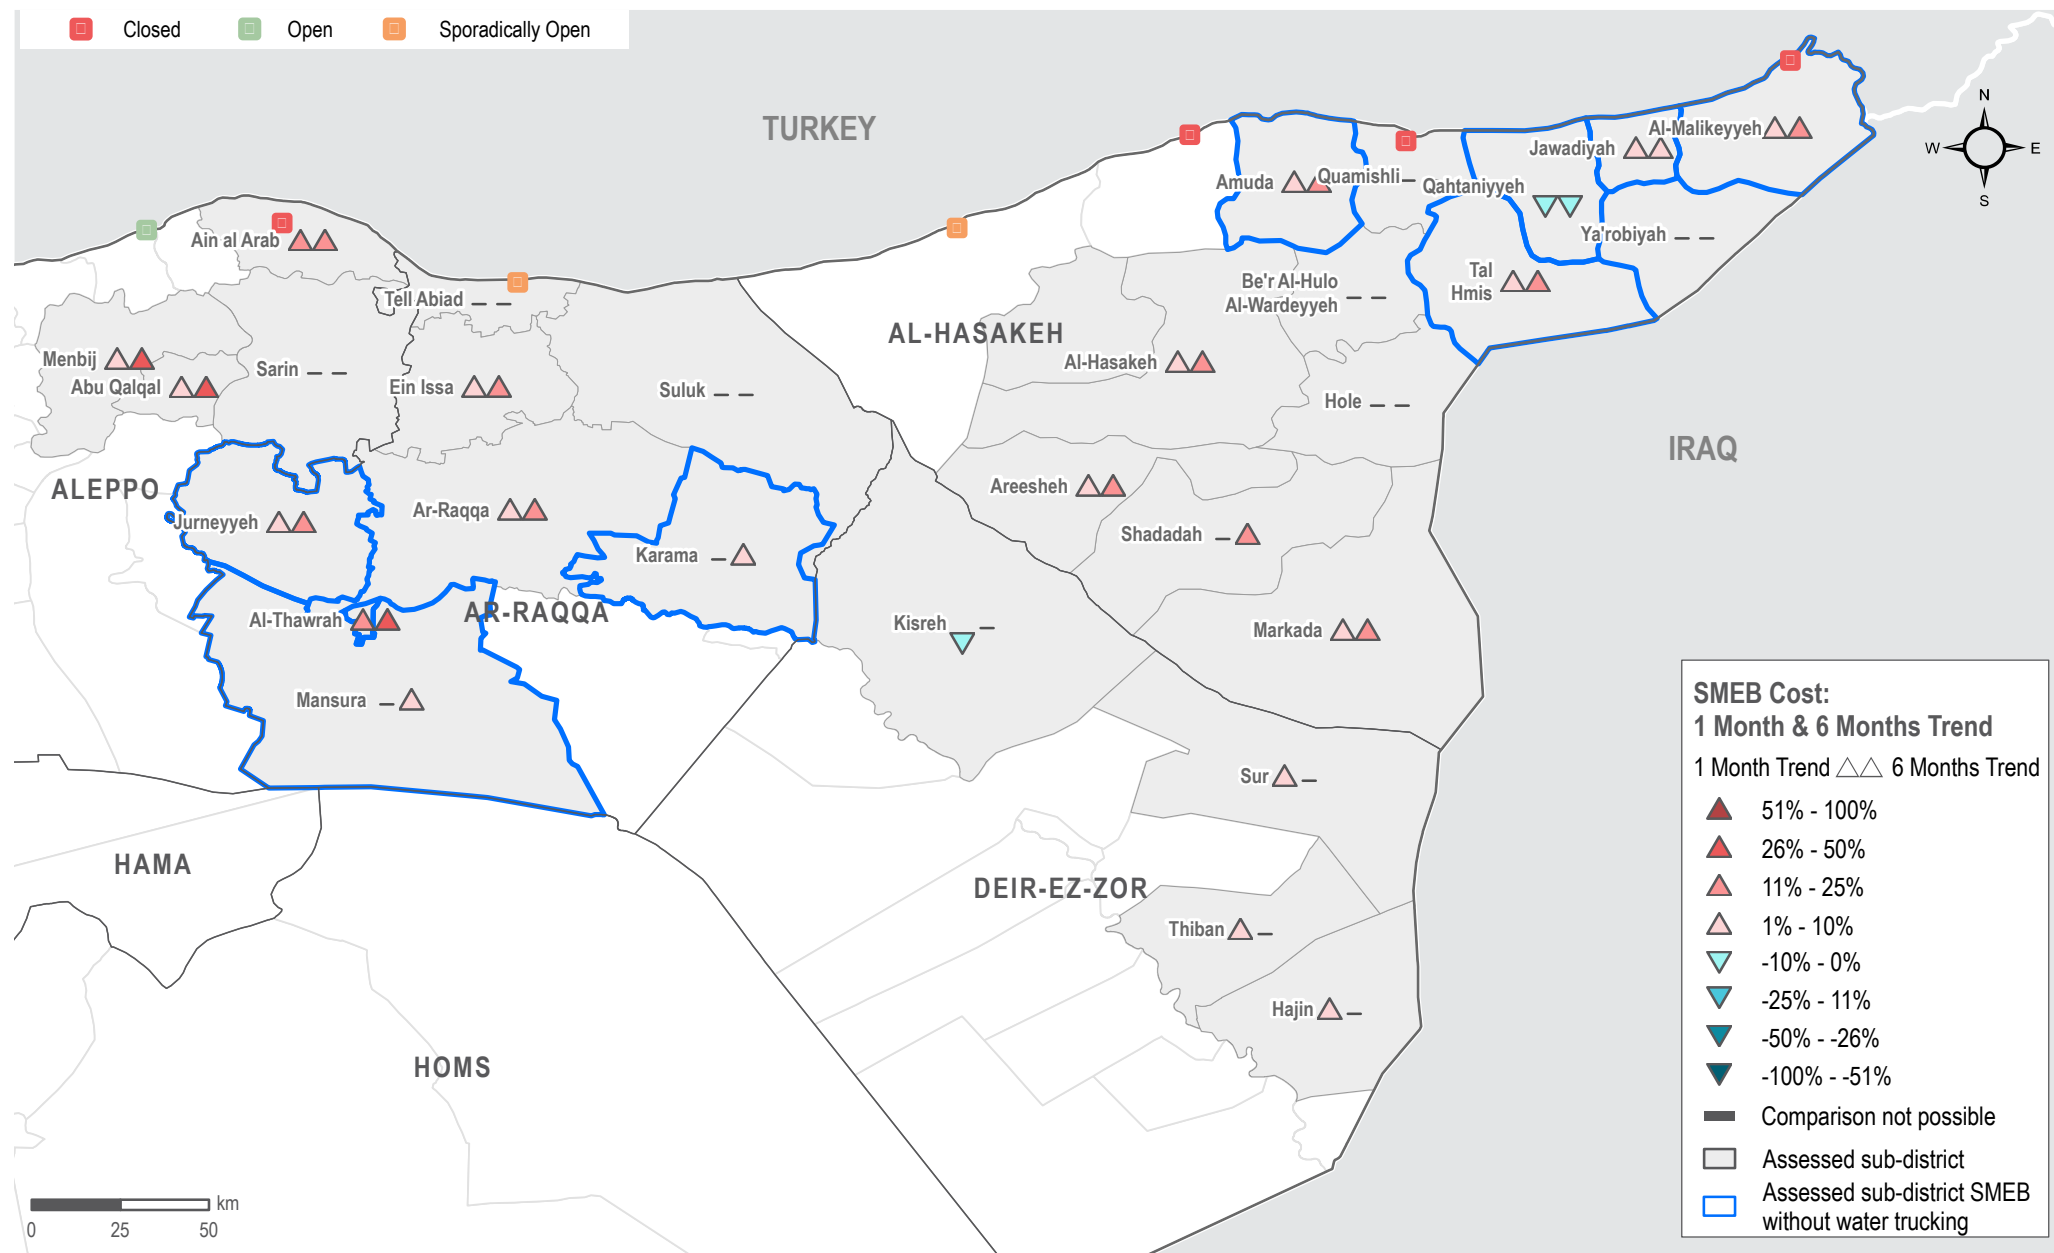 Closed
Open
Sporadically Open
TURKEY
N
W
E
S
Al-Malikeyyeh
Jawadiyah
Amuda
Quamishli
Qahtaniyyeh
Ya'robiyah
Ain al Arab
Tell Abiad
Be'r Al-Hulo
Al-Wardeyyeh
Tal
Hmis
AL-HASAKEH
Menbij
Abu Qalqal
Sarin
Ein Issa
Suluk
Al-Hasakeh
Hole
IRAQ
ALEPPO
Jurneyyeh
Ar-Raqqa
Karama
Areesheh
Shadadah
AR-RAQQA
Al-Thawrah
Kisreh
Markada
Mansura
Sur
HAMA
DEIR-EZ-ZOR
Thiban
Hajin
HOMS
km
0
25
50
SMEB Cost:
1 Month & 6 Months Trend
1 Month Trend
6 Months Trend
51% - 100%
26% - 50%
11% - 25%
1% - 10%
-10% - 0%
-25% - 11%
-50% - -26%
-100% - -51%
Comparison not possible
Assessed sub-district
Assessed sub-district SMEB
without water trucking